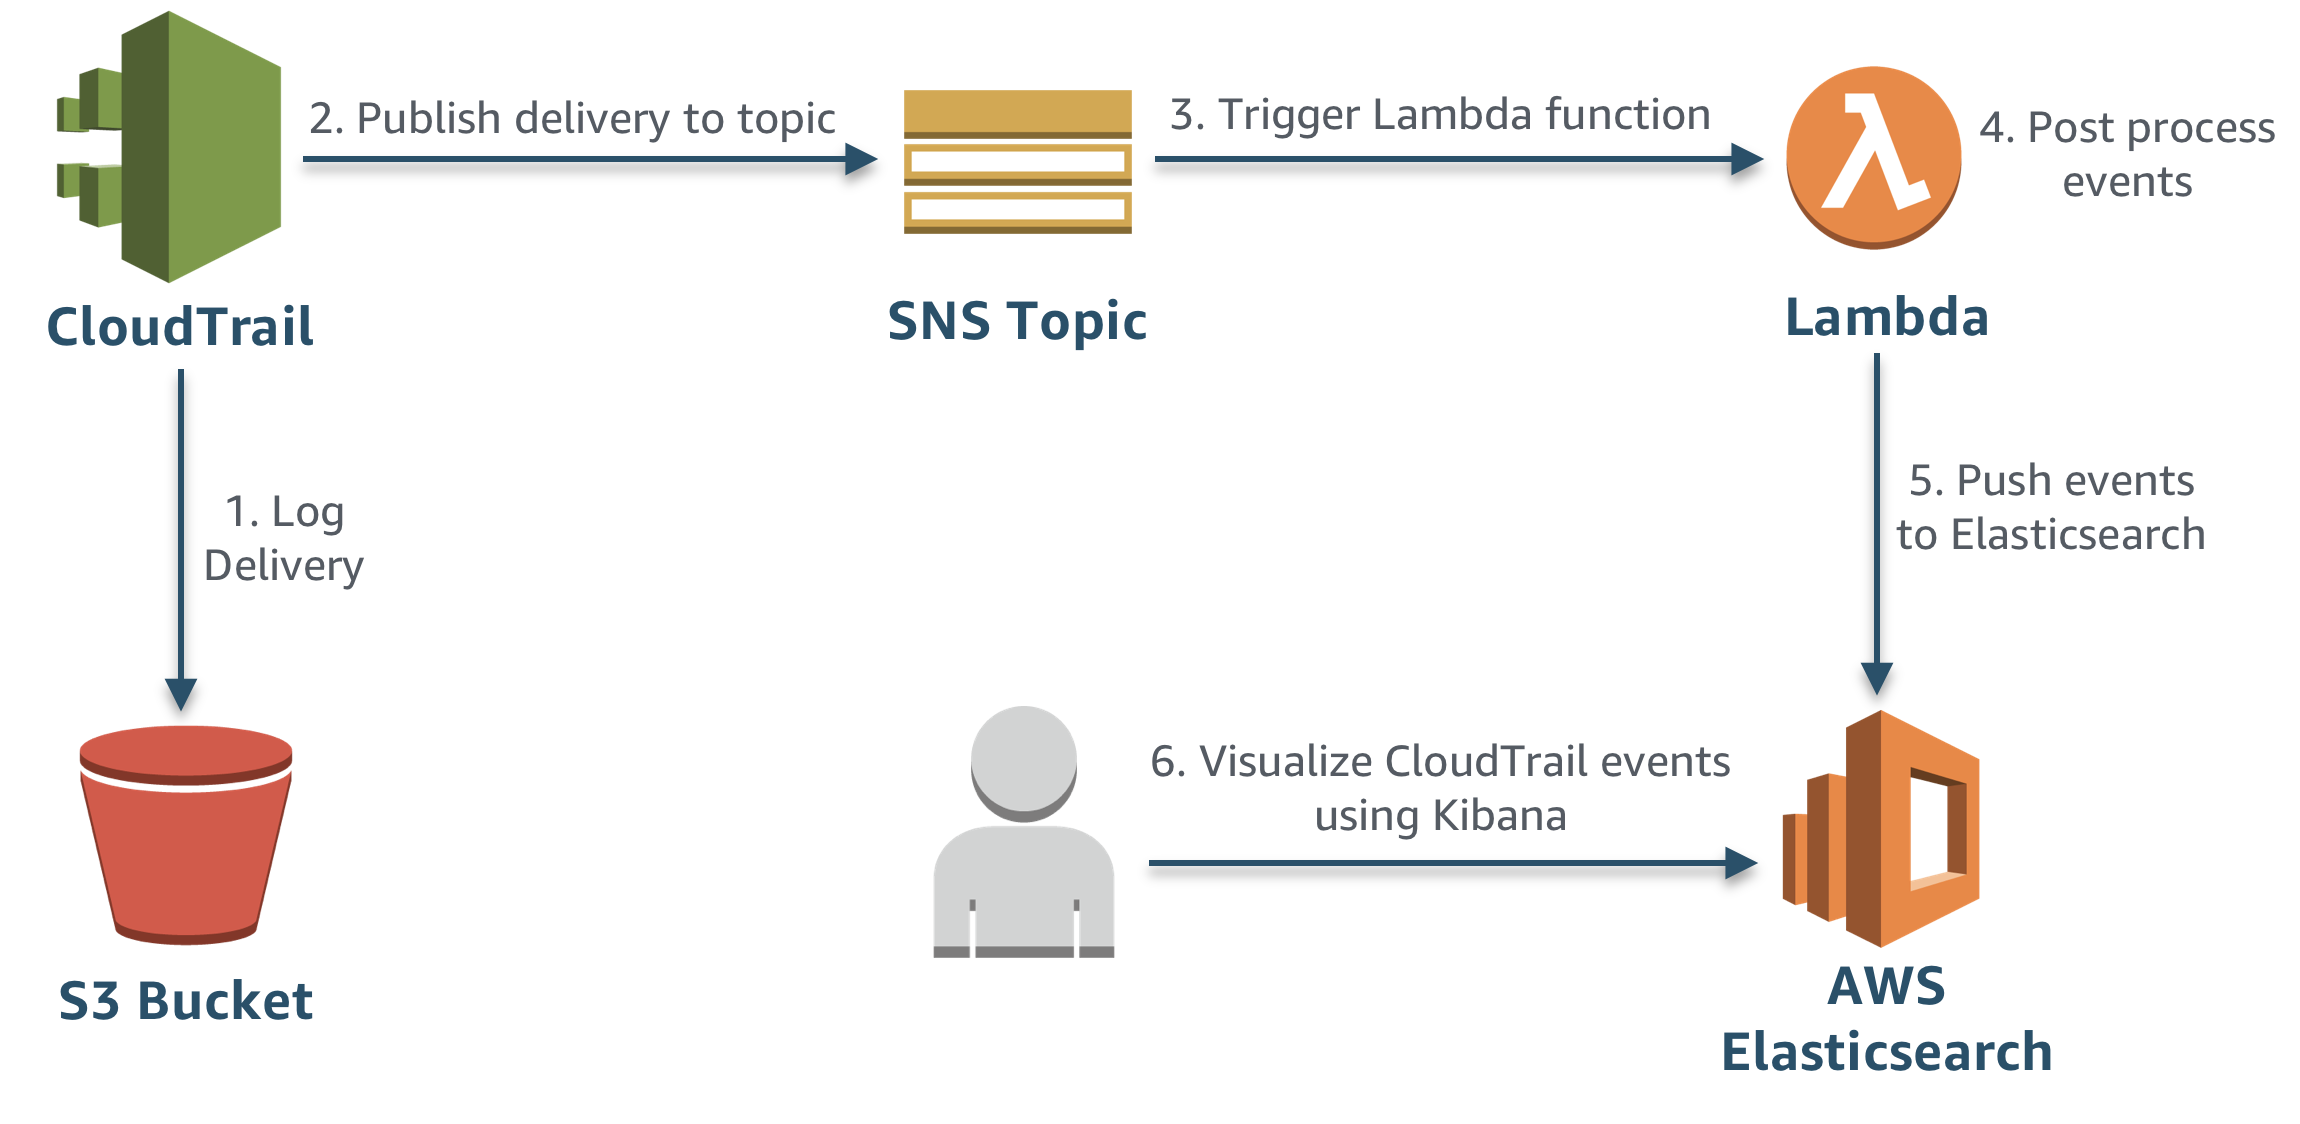 2. Publish delivery to topic
3. Trigger Lambda function
4. Post process
events
CloudTrail
SNS Topic
Lambda
1. Log
Delivery
5. Push events
to Elasticsearch
6. Visualize CloudTrail events
using Kibana
S3 Bucket
AWS
Elasticsearch